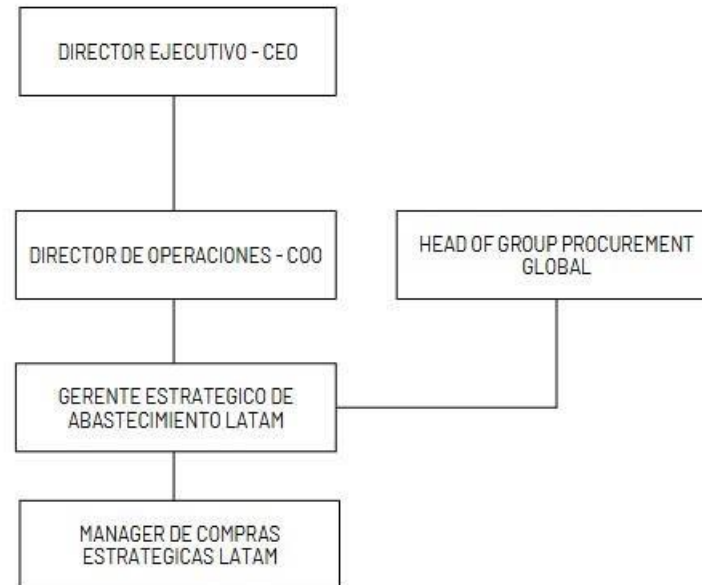 DIRECTOR EJECUTIVO - CEO
DIRECTOR DE OPERACIONES - COO
HEAD OF GROUP PROCUREMENT
GLOBAL
GERENTE ESTRATEGICO DE
ABASTECIMIENTO LATAM
MANAGER DE COMPRAS
ESTRATEGICAS LATAM